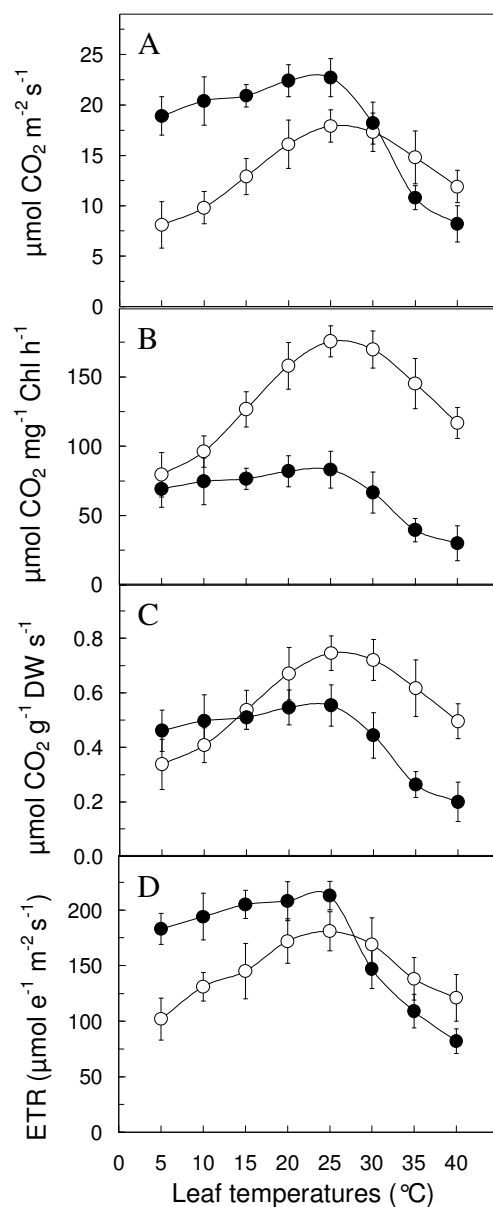 A
25
20
15
10
5
0
µmol CO2 m-2 s-1
B
150
100
50
0
µmol CO2 mg-1 Chl h-1
C
0.8
0.6
0.4
0.2
0.0
µmol CO2 g-1 DW s-1
D
200
150
100
50
0
ETR (µmol e-1 m-2 s-1)
0 5 10 15 20 25 30 35 40
Leaf temperatures (°C)